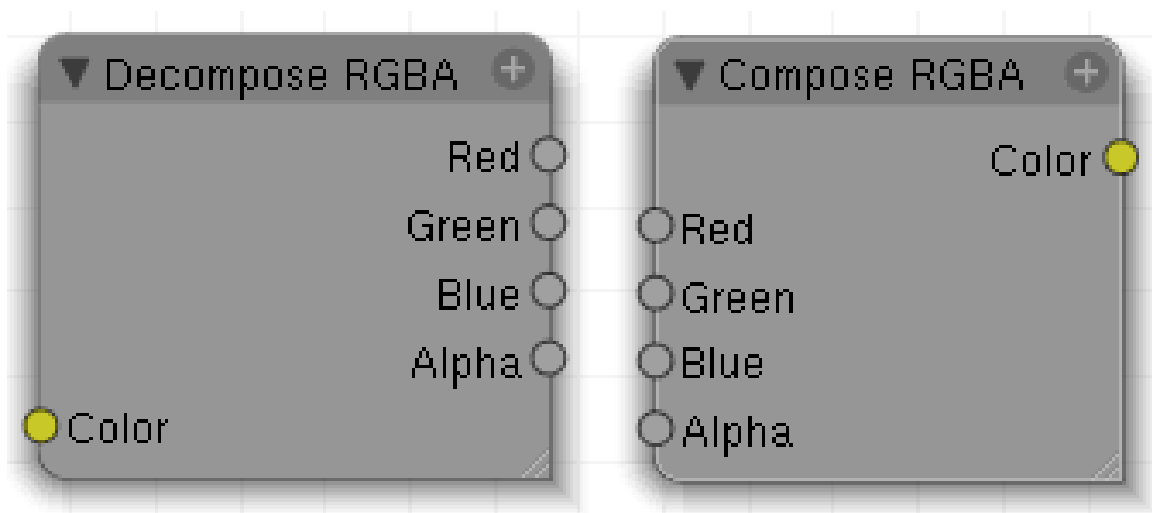 Decompose RGBA
Red
Green
Blue
Alpha
Color
Compose RGBA
Color
Red
Green
Blue
Alpha